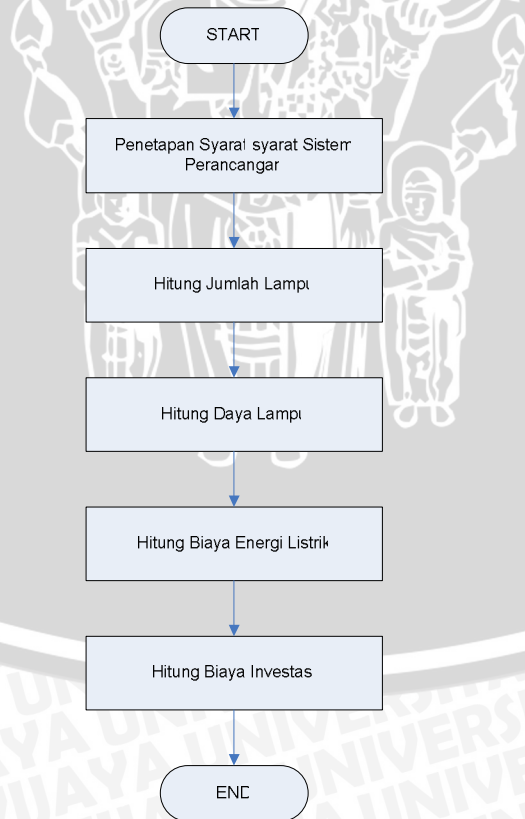 START
Penetapan Syarat syarat Sistem
Perancangan
Hitung Jumlah Lampu
Hitung Daya Lampu
Hitung Biaya Energi Listrik
Hitung Biaya Investas
END